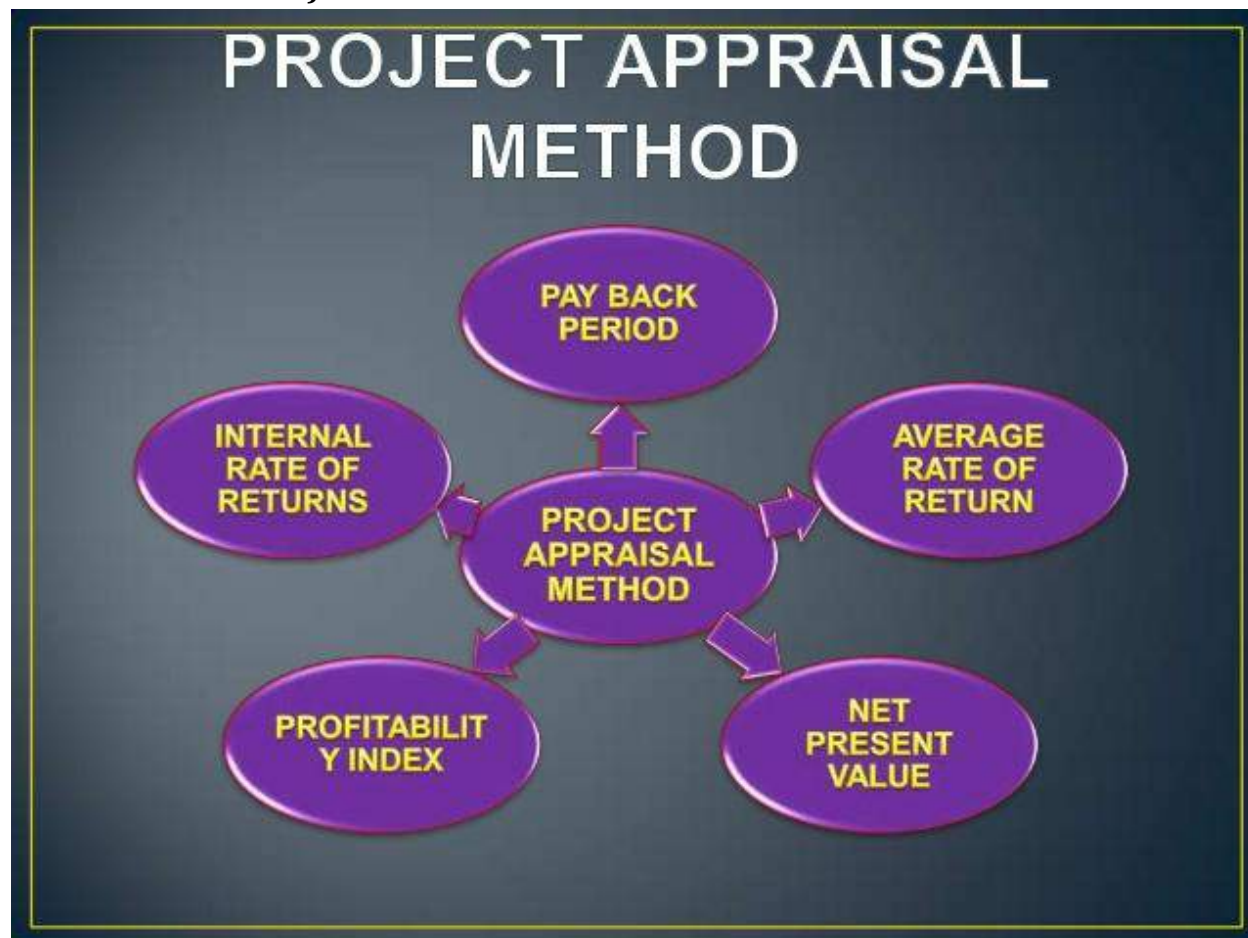 PROJECT APPRAISAL
METHOD
PAY BACK
PERIOD
INTERNAL
RATE OF
RETURNS
AVERAGE
RATE OF
RETURN
PROJECT
APPRAISAL
METHOD
PROFITABILIT
Y INDEX
NET
PRESENT
VALUE